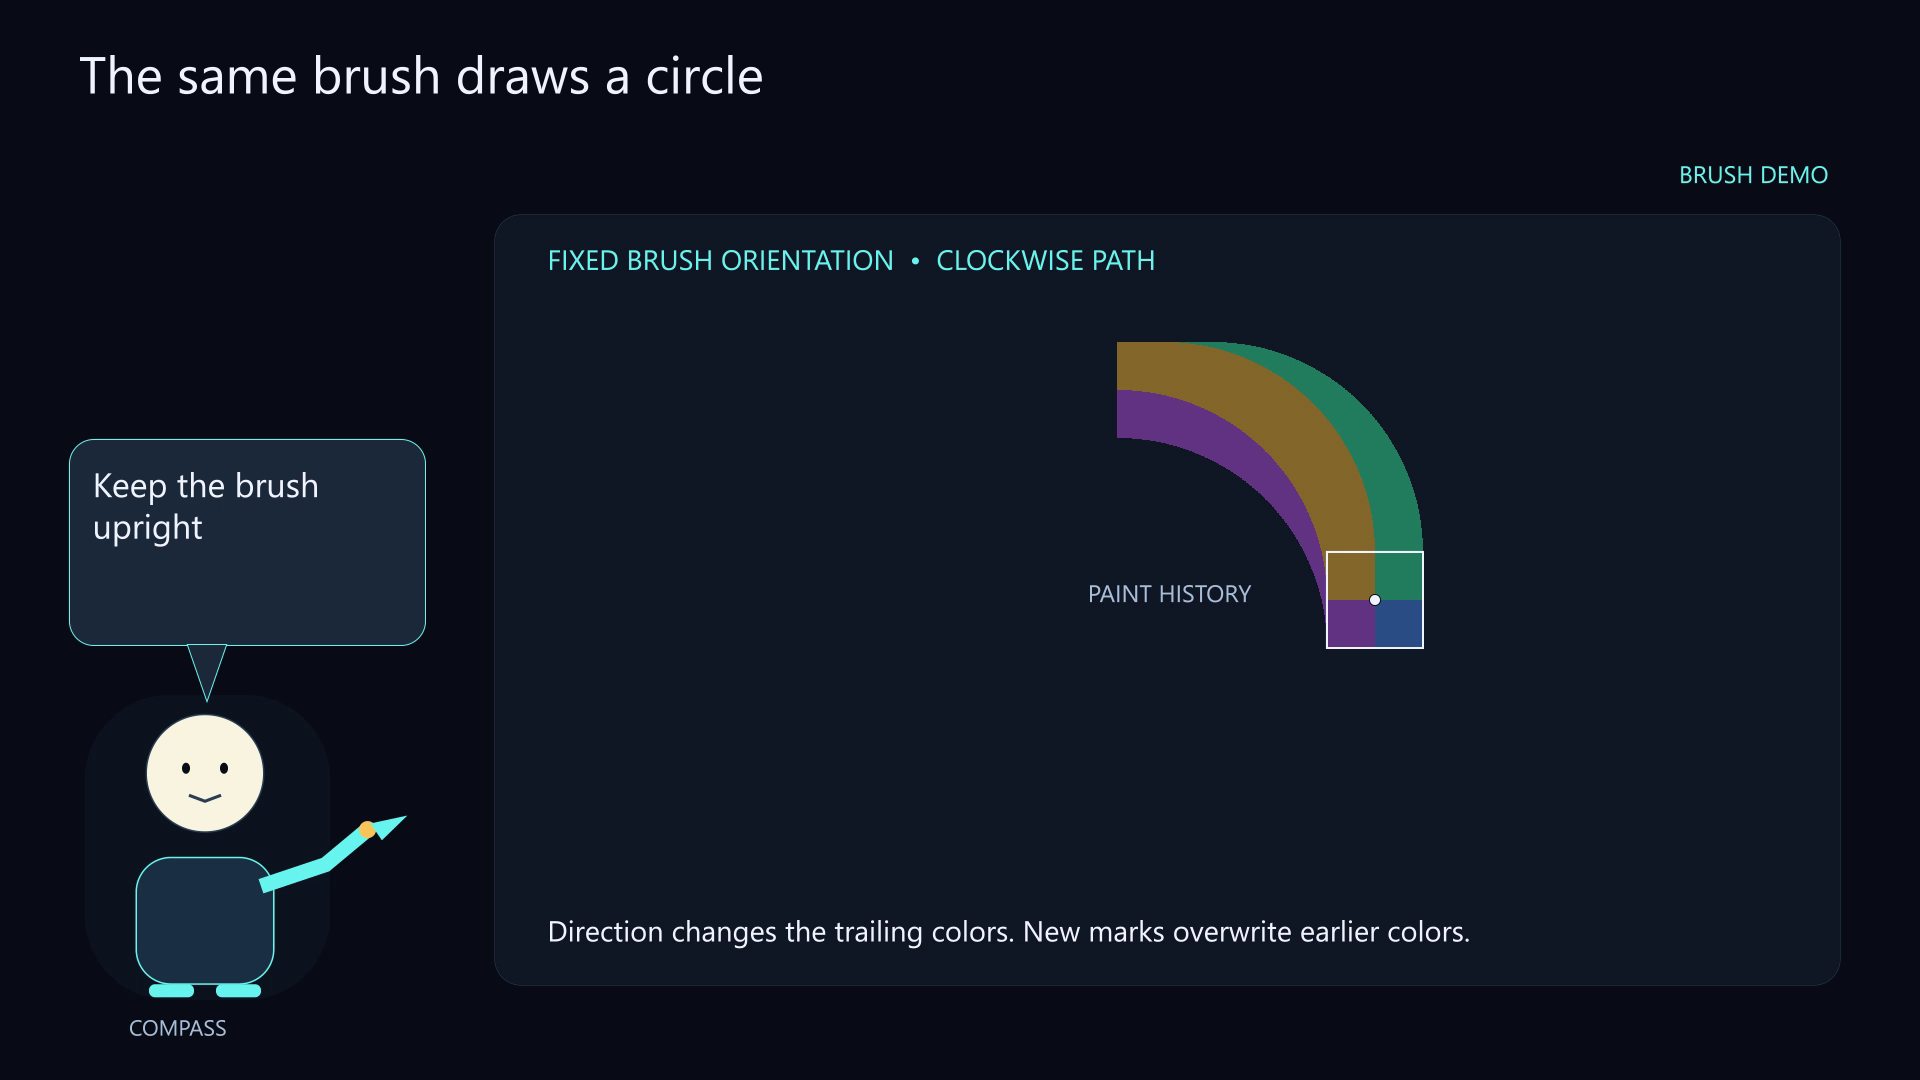 The same brush draws a circle
BRUSH DEMO
FIXED BRUSH ORIENTATION • CLOCKWISE PATH
Keep the brush
upright
PAINT HISTORY
Direction changes the trailing colors. New marks overwrite earlier colors.
COMPASS